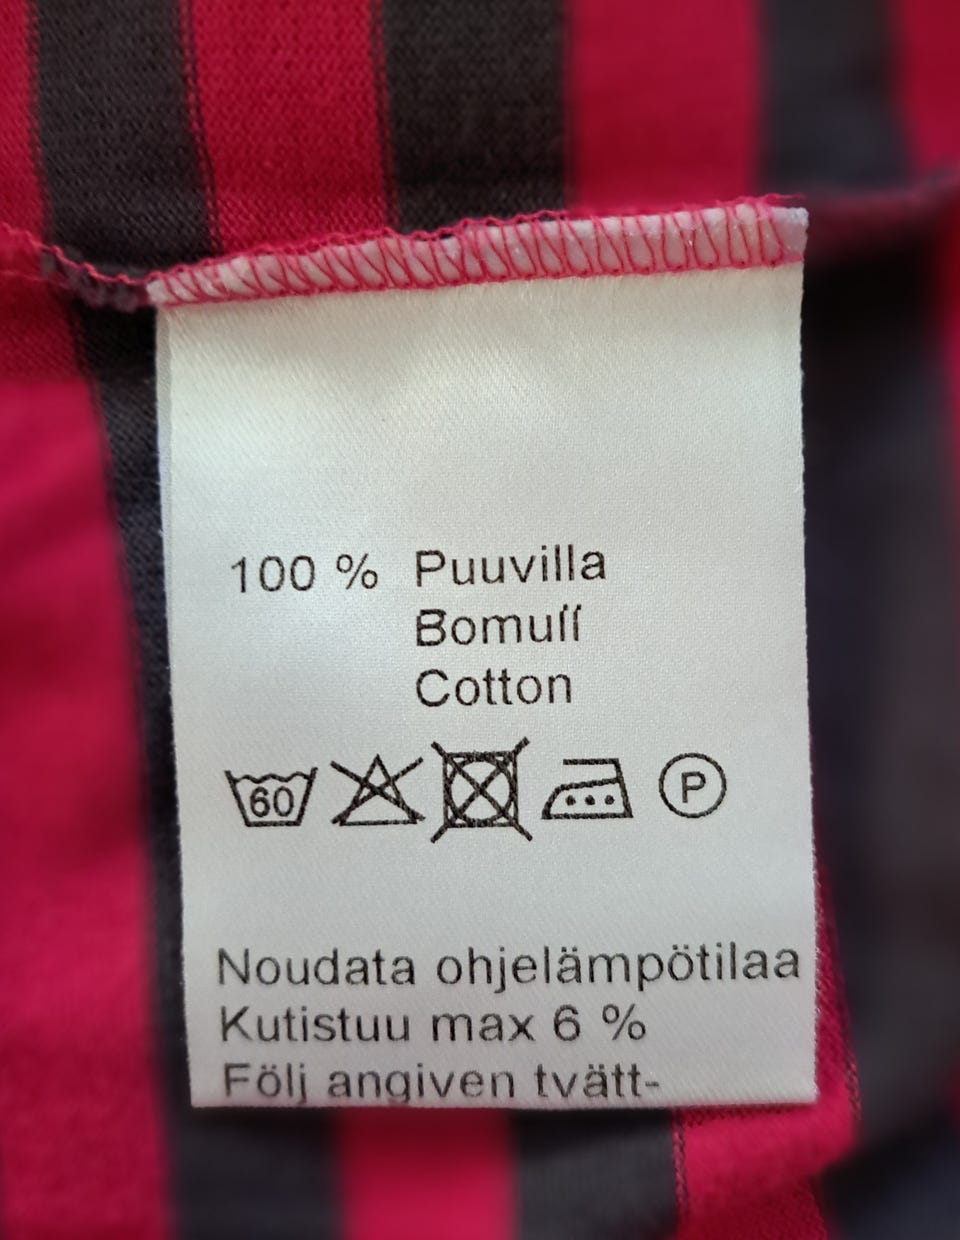 100 % Puuvilla
Bomull
Cotton
60 P
Noudata ohjelämpötilaa
Kutistuu max 6 %
Följ angiven tvätt-